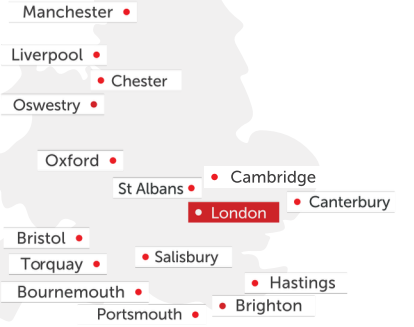 Manchester
Liverpool
Chester
Oswestry
Oxford
Cambridge
St Albans
Canterbury
London
Bristol
Salisbury
Torquay
Hastings
Bournemouth
Brighton
Portsmouth